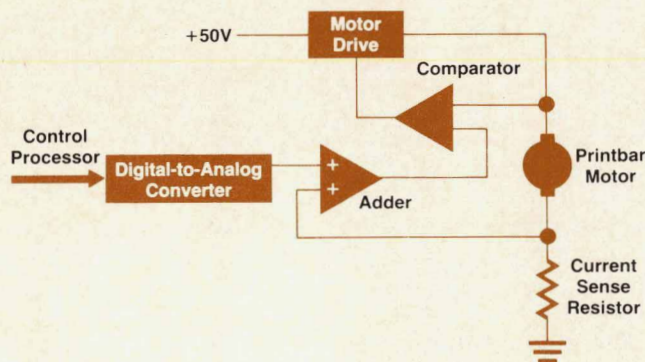 +50V
Motor
Drive
Comparator
Control
Processor
Digital-to-Analog
Converter
+
+
Adder
Printbar
Motor
Current
Sense
Resistor